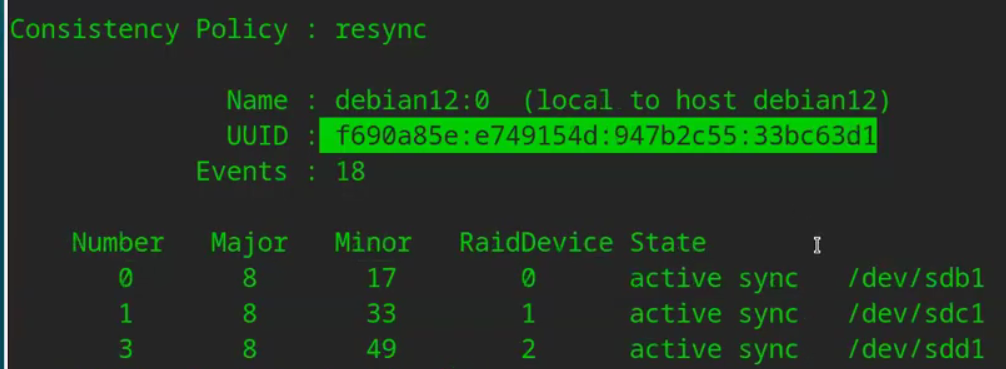 Consistency Policy : resync
Name : debian12:0 (local to host debian12)
UUID : f690a85e:e749154d:947b2c55:33bc63d1
Events : 18
Number Major Minor RaidDevice State
0 8 17 0 active sync /dev/sdb1
1 8 33 1 active sync /dev/sdc1
3 8 49 2 active sync /dev/sdd1